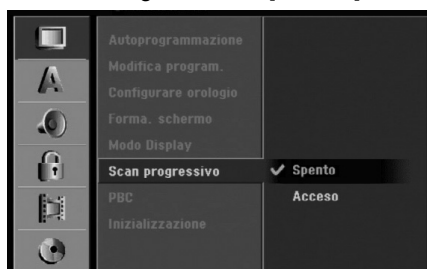 Autoprogrammazione
Modifica program.
Configurare orologio
Forma. schermo
Modo Display
Scan progressivo
✓ Spento
PBC
Acceso
Inizializzazione